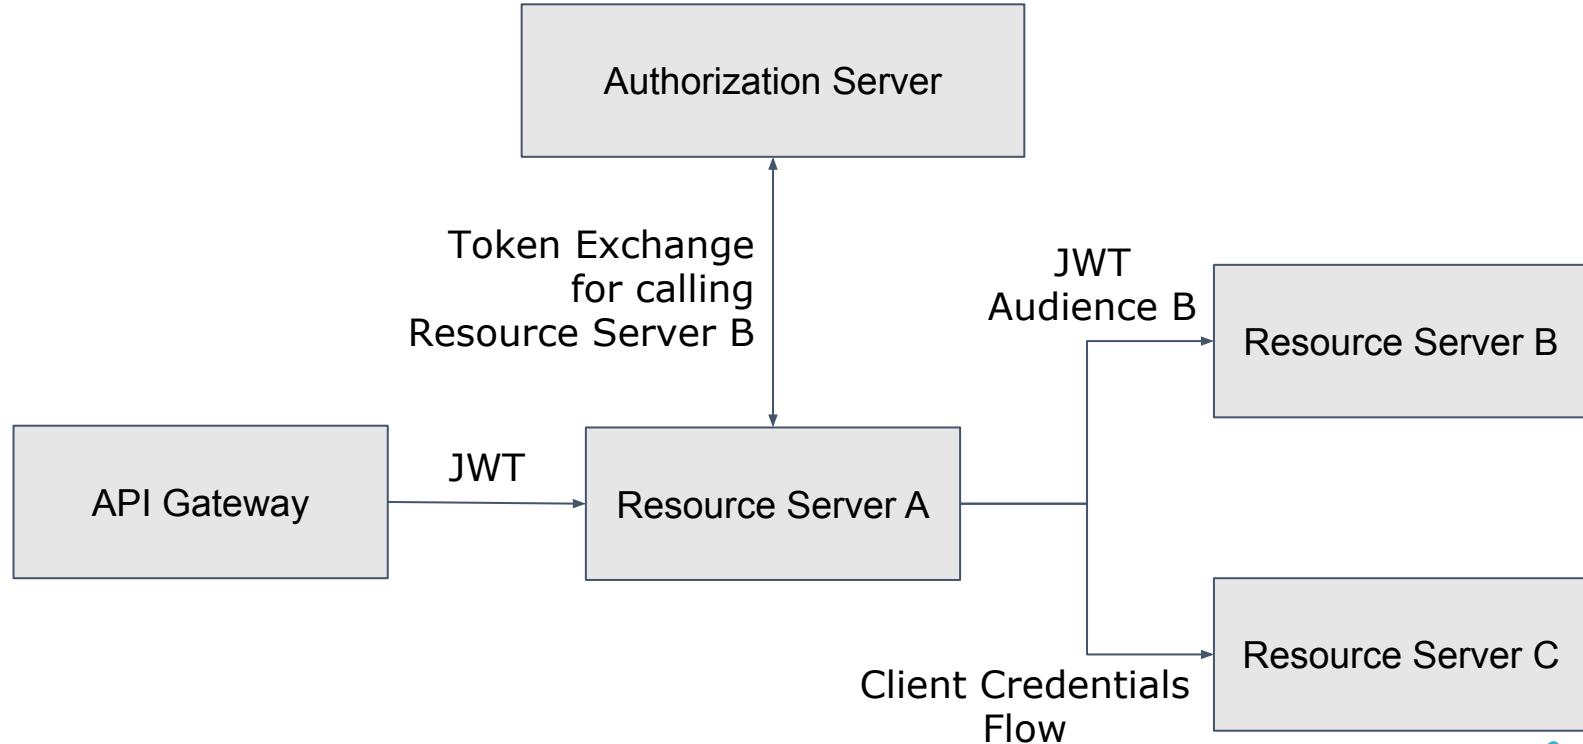 Authorization Server
Token Exchange
for calling
Resource Server B
JWT
Audience B
Resource Server B
API Gateway
JWT
Resource Server A
Resource Server C
Client Credentials
Flow